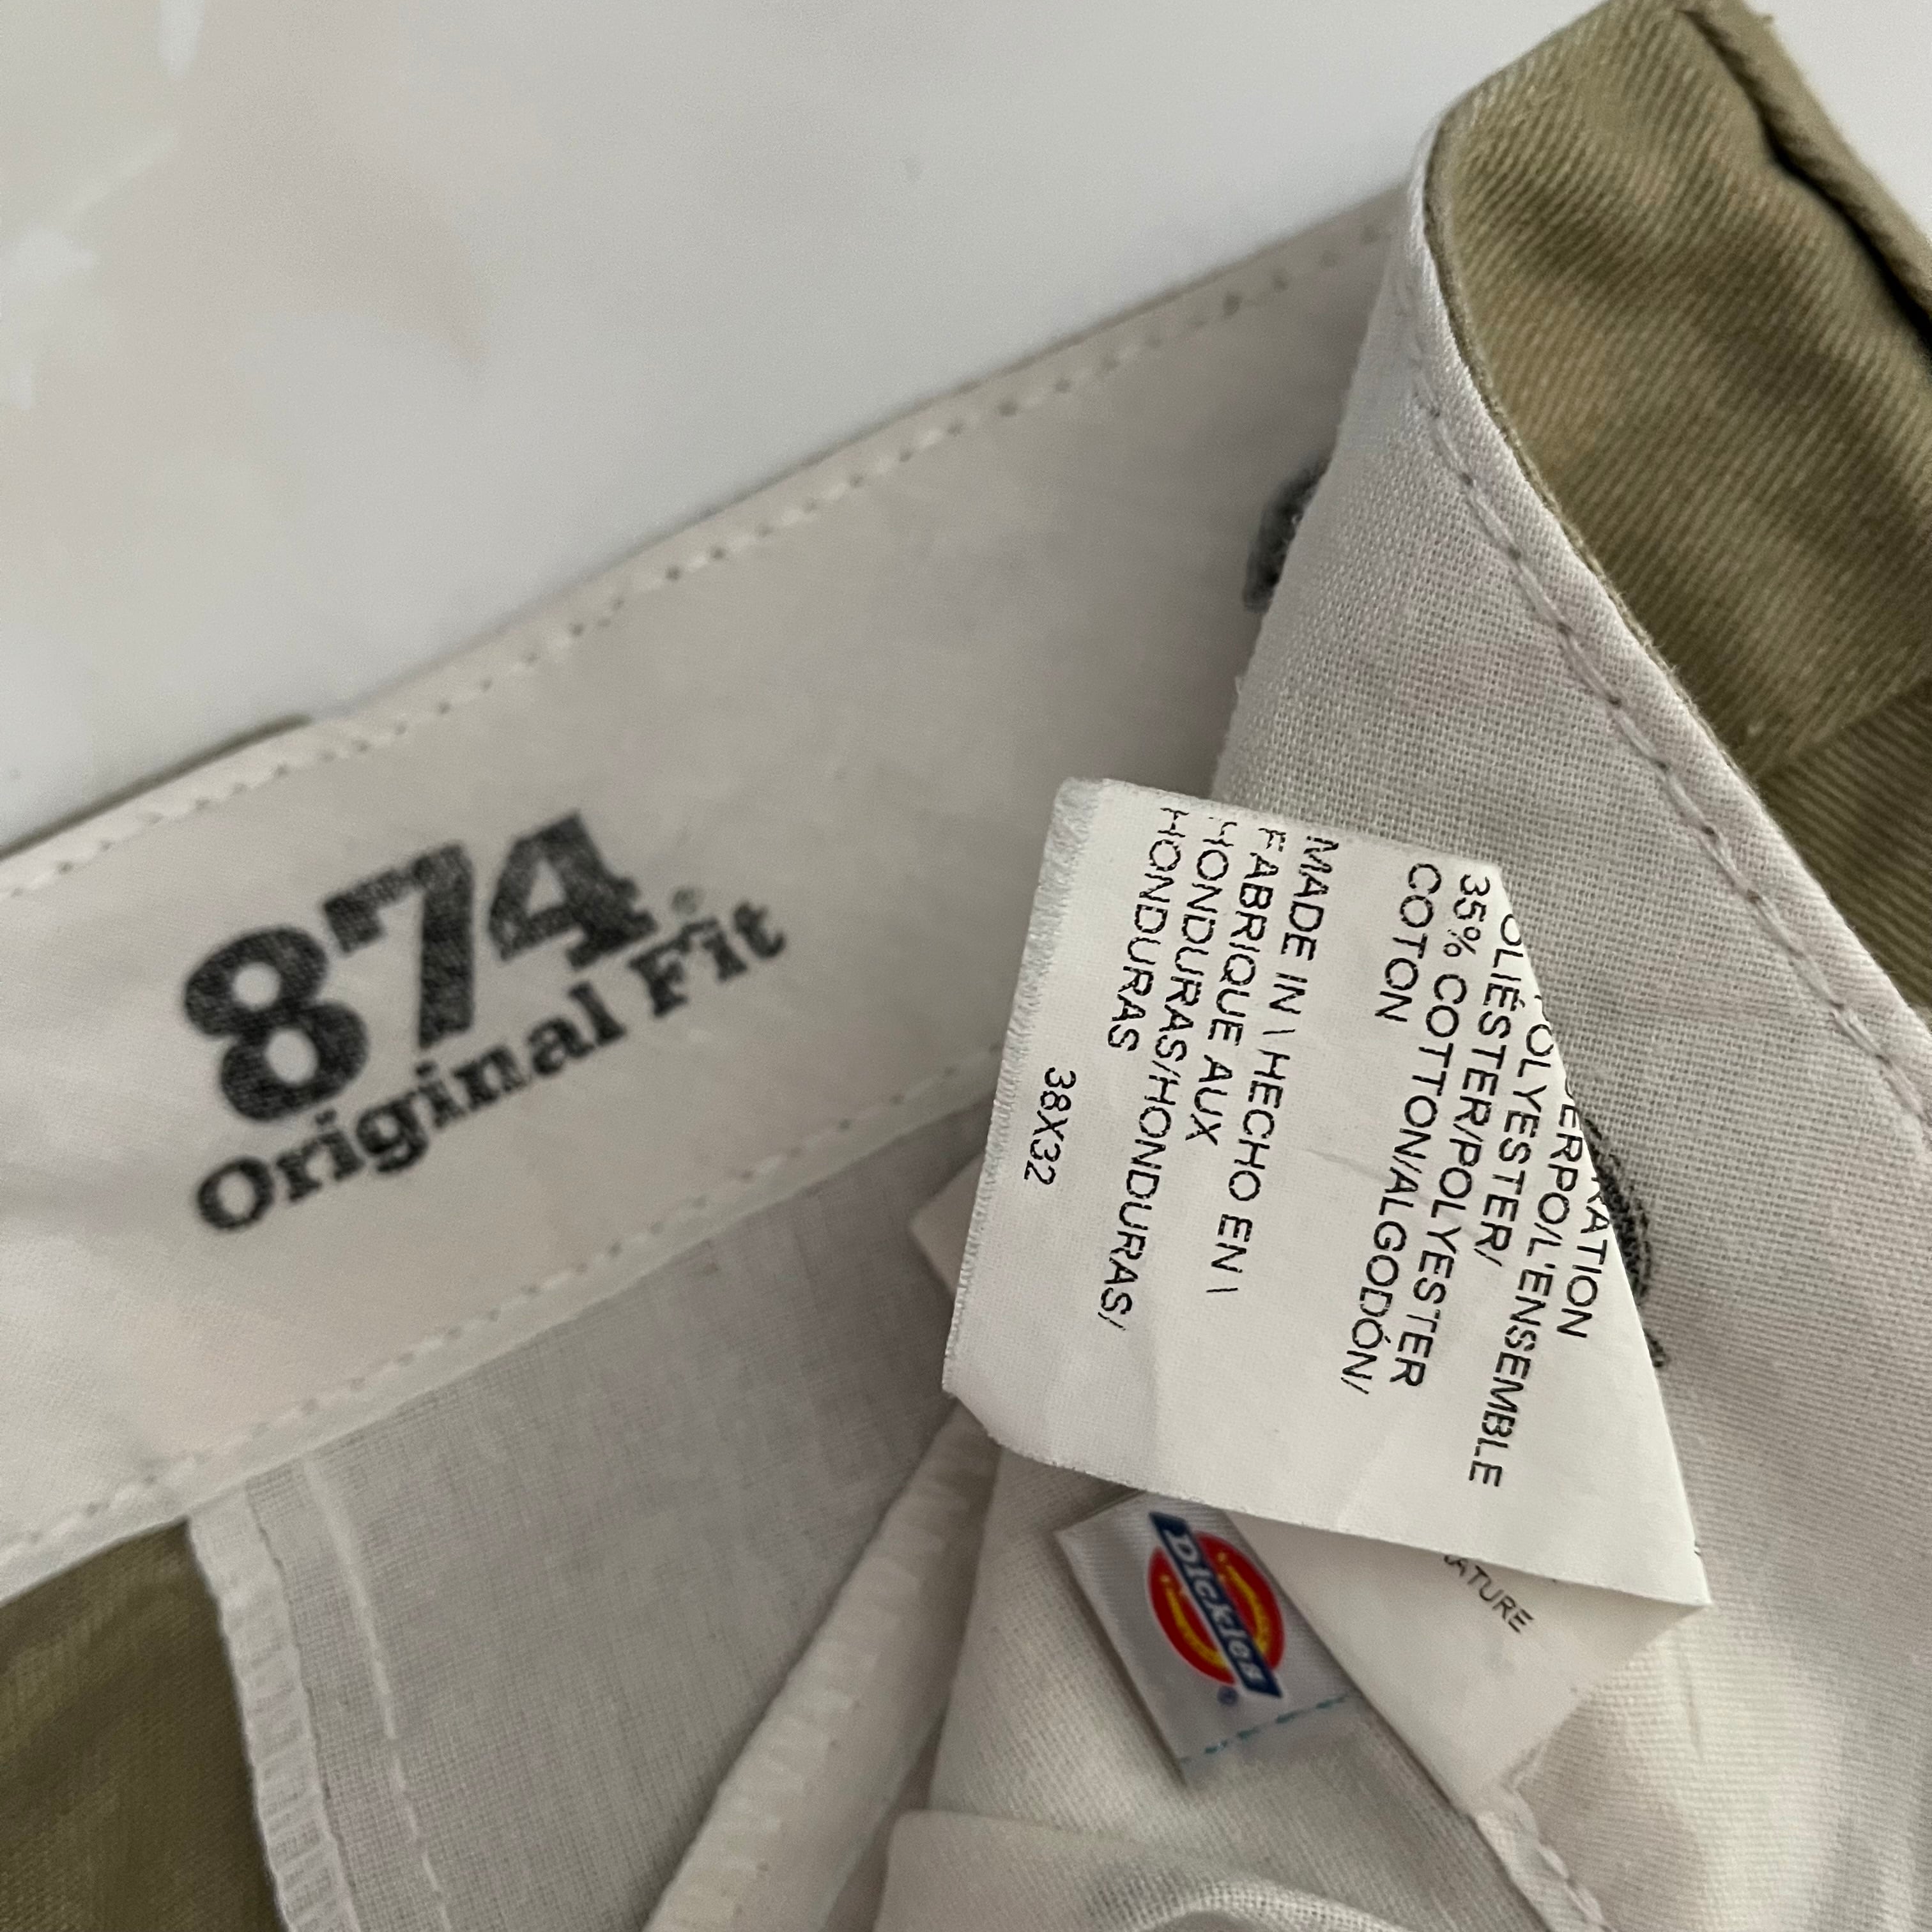 874
Original Fit
38X32
HONDURAS
HONDURAS/HONDURAS/
FABRIQUE AUX
MADE IN \ HECHO EN \
COTON
COTTON/ALGODÓN/
35% POLYESTER
POLIÉSTER/
POLYESTER/
L'ENSEMBLE
Dickies